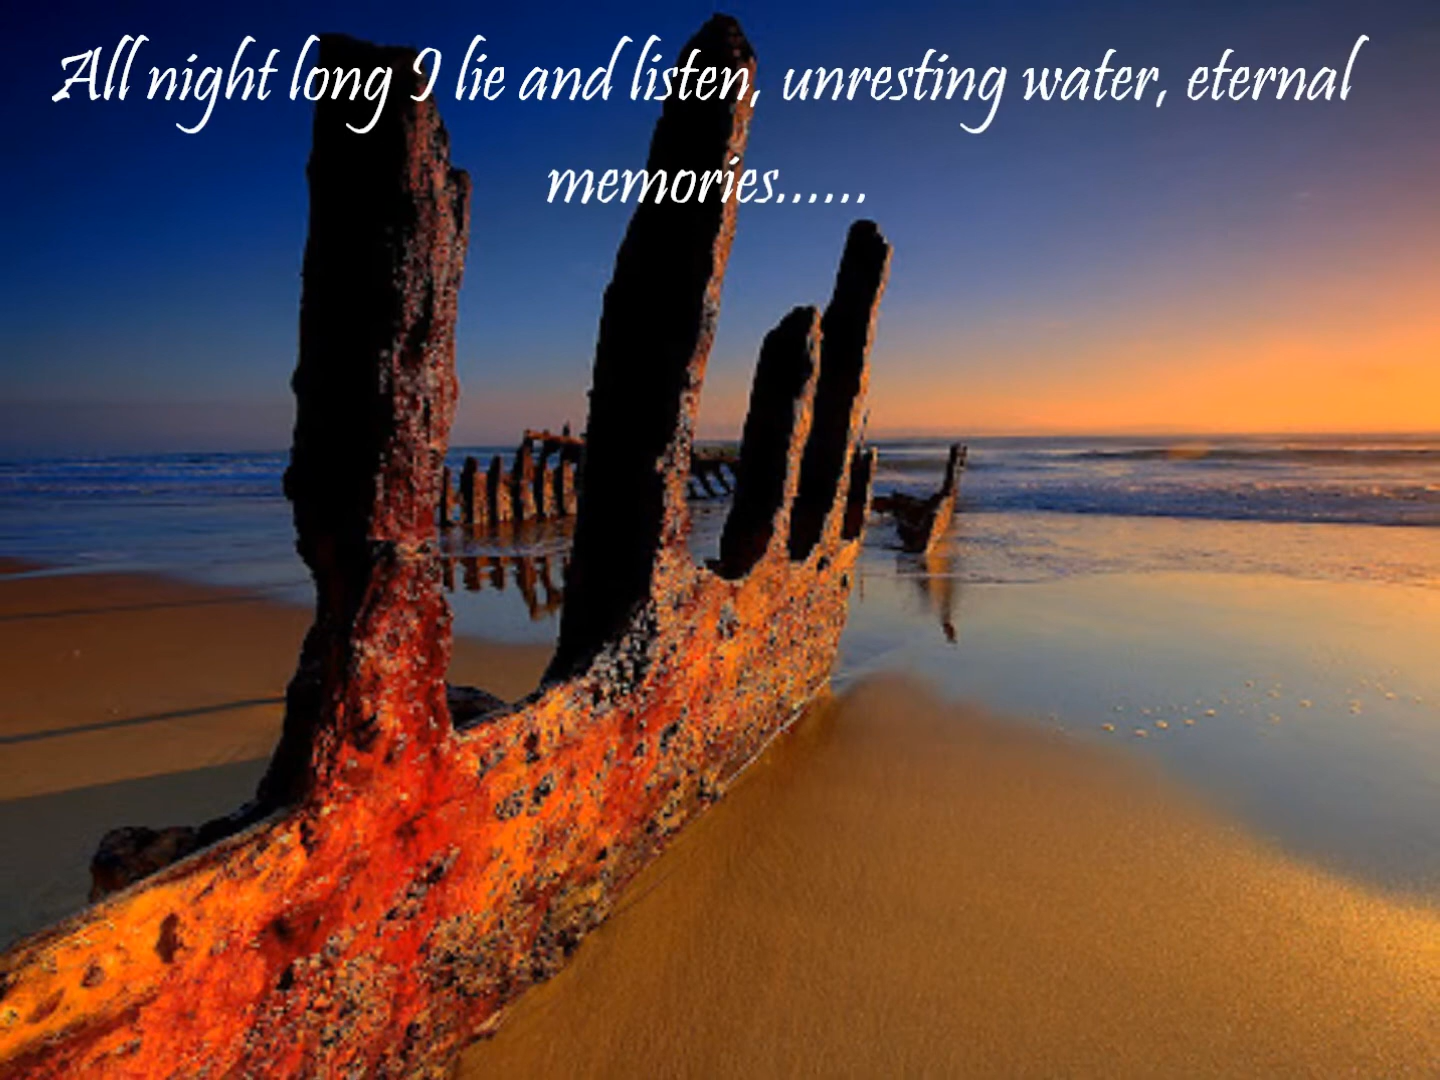 All night long I lie and listen, unresting water, eternal
memories......